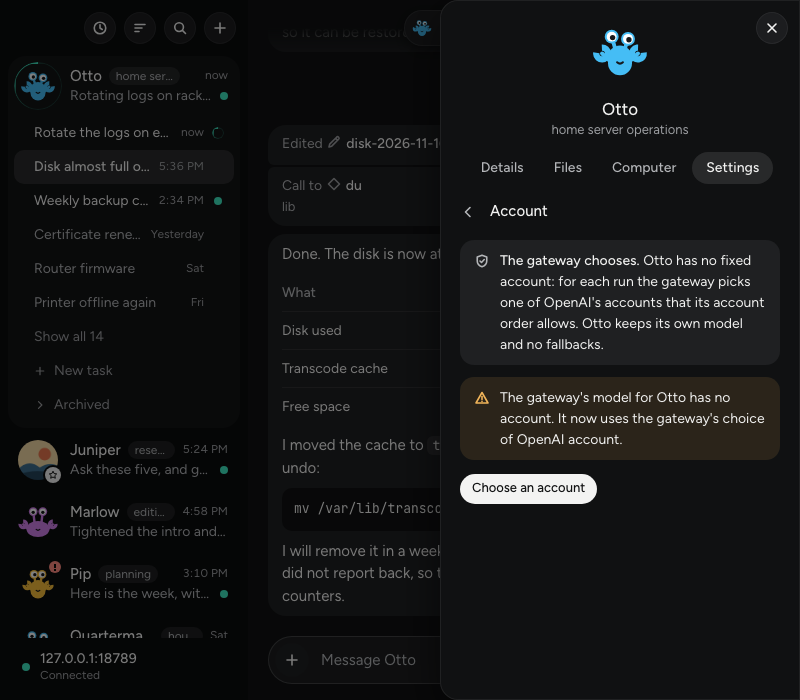 Otto home ser... now
Rotating logs on rack...
Rotate the logs on e... now
Disk almost full o... 5:36 PM
Weekly backup c... 2:34 PM
Certificate rene... Yesterday
Router firmware Sat
Printer offline again Fri
Show all 14
New task
Archived
Juniper rese... 5:24 PM
Ask these five, and g...
Marlow editi... 4:58 PM
Tightened the intro and...
Pip planning 3:10 PM
Here is the week, wit...
Quarterma hou... Sat
127.0.0.1:18789
Connected
so it can be restor
Edited disk-2026-11-1
Call to du
lib
Done. The disk is now at
What
Disk used
Transcode cache
Free space
I moved the cache to
undo:
mv /var/lib/transco
I will remove it in a week
did not report back, so
counters.
Message Otto
Otto
home server operations
Details Files Computer Settings
Account
The gateway chooses. Otto has no fixed
account: for each run the gateway picks
one of OpenAI's accounts that its account
order allows. Otto keeps its own model
and no fallbacks.
The gateway's model for Otto has no
account. It now uses the gateway's choice
of OpenAI account.
Choose an account